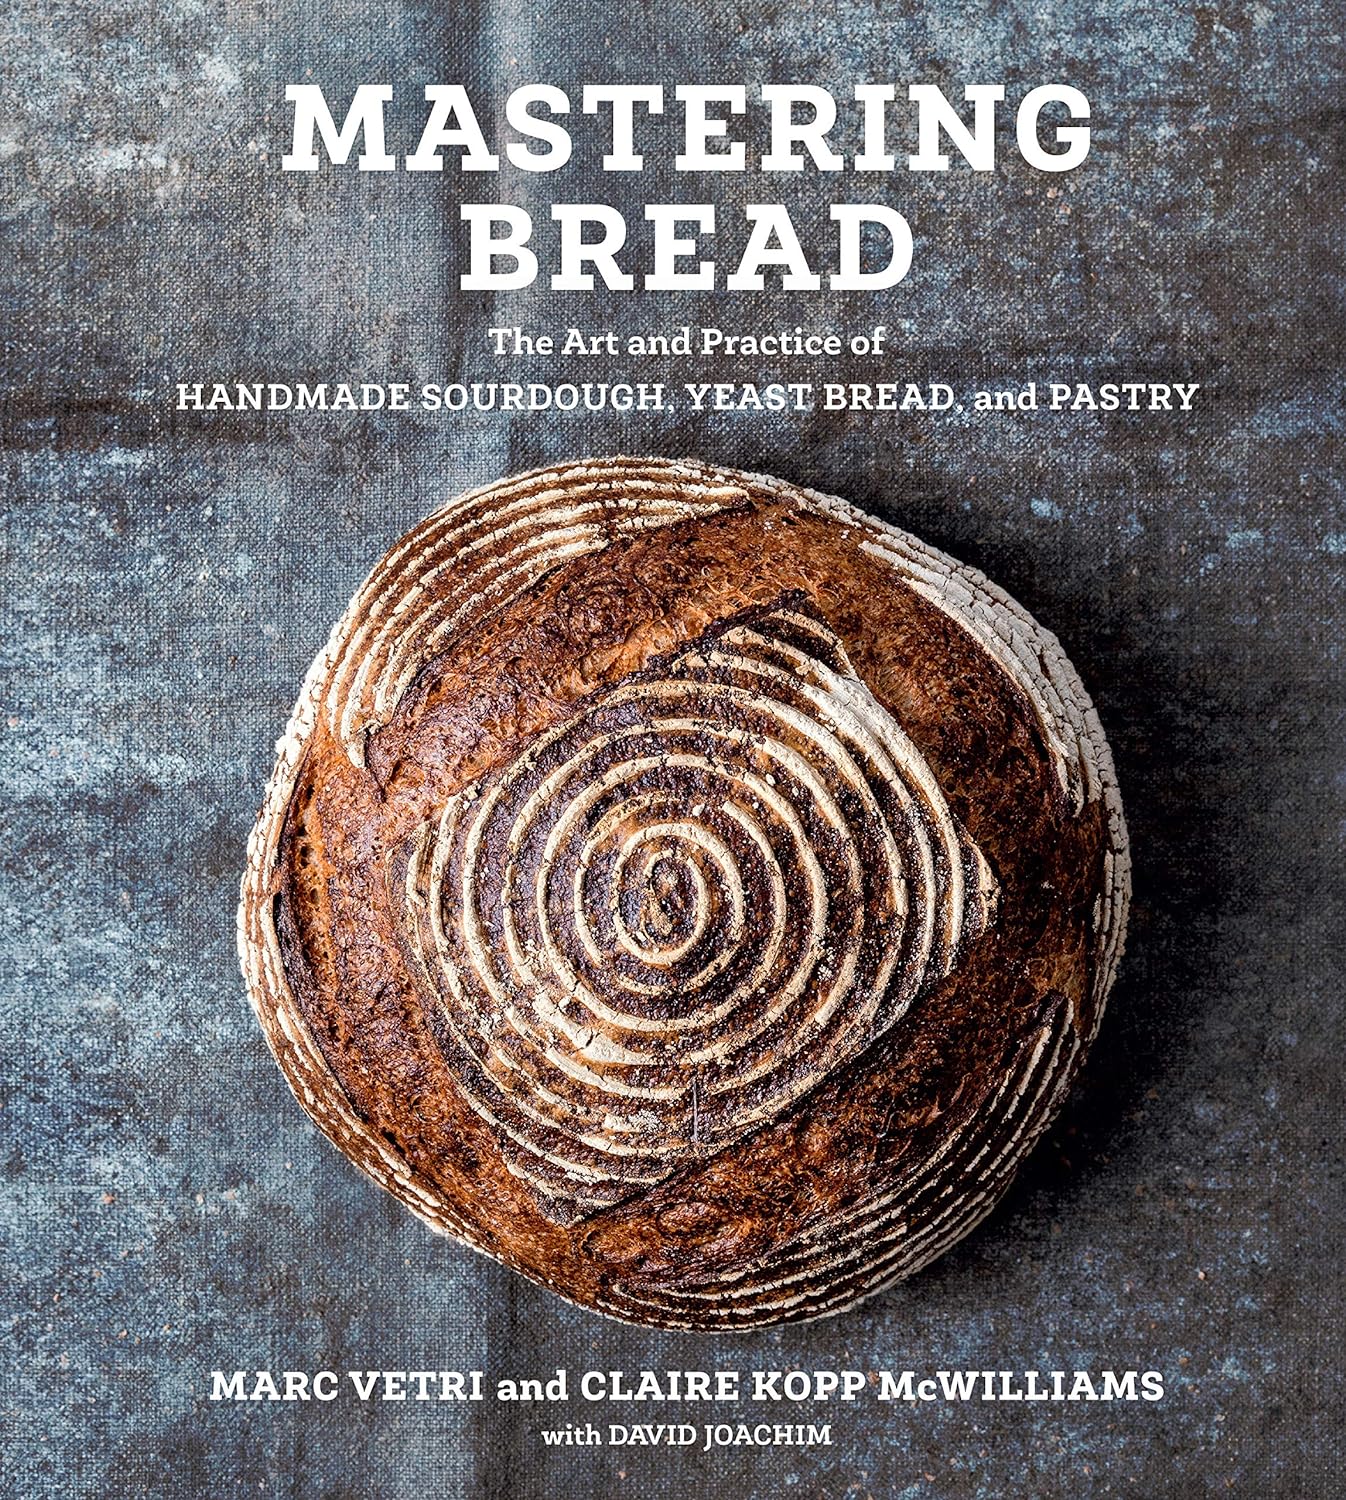 MASTERING
BREAD
The Art and Practice of
HANDMADE SOURDOUGH, YEAST BREAD, and PASTRY
MARC VETRI and CLAIRE KOPP McWILLIAMS
with DAVID JOACHIM